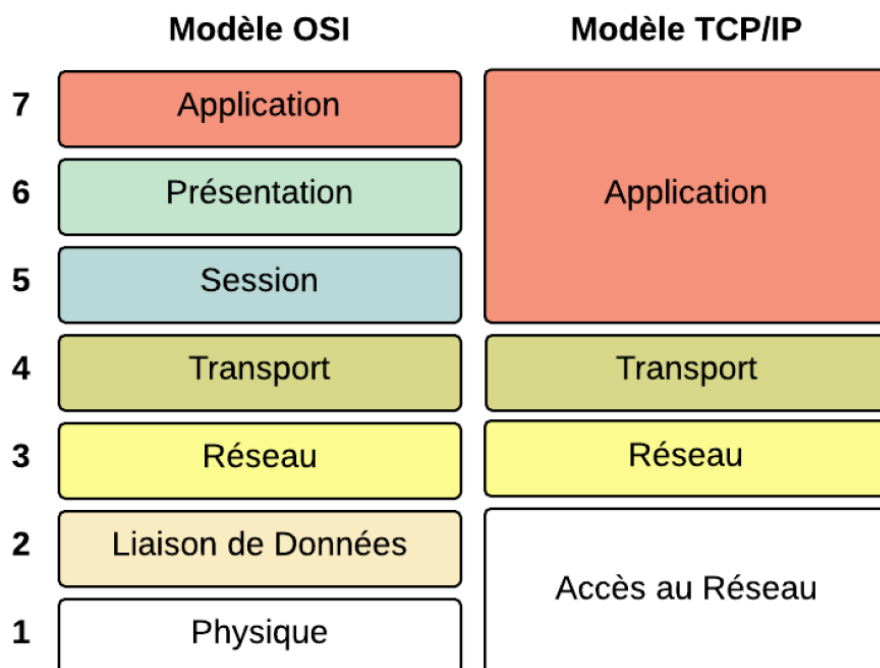 Modèle OSI
Modèle TCP/IP
7
Application
6
Présentation
5
Session
4
Transport
3
Réseau
2
Liaison de Données
1
Physique
Application
Transport
Réseau
Accès au Réseau